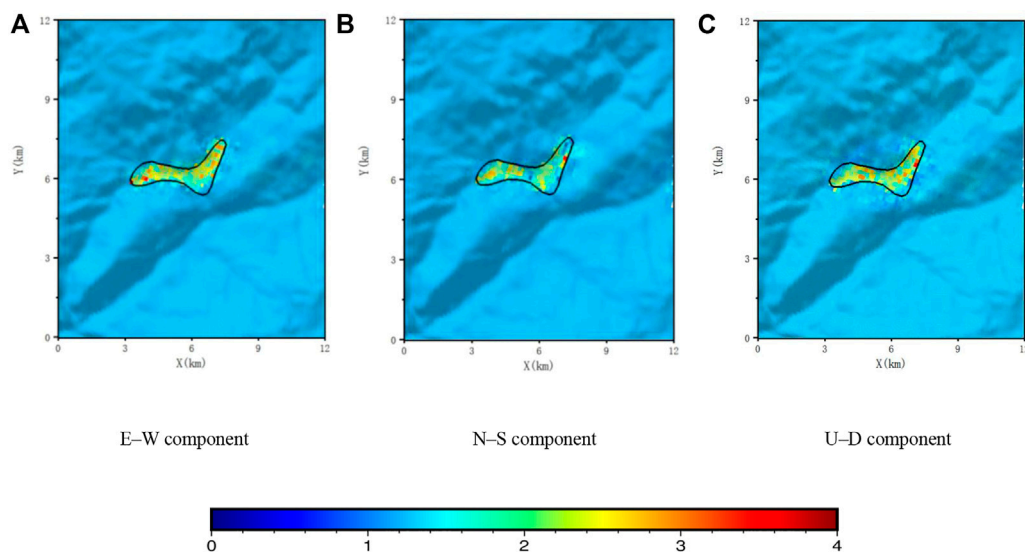 A B C
12 12 12
9 9 9
Y(km) Y(km) Y(km)
6 6 6
3 3 3
0 0 0
0 3 6 9 12 0 3 6 9 12 0 3 6 9 12
X(km) X(km) X(km)
E–W component N–S component U–D component
0 1 2 3 4